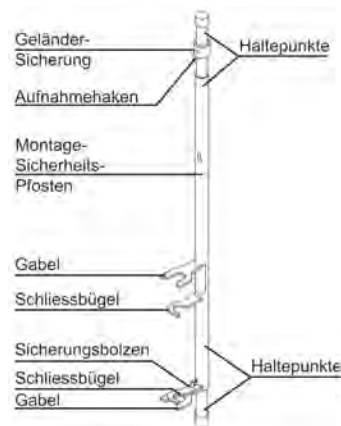 Geländer-
Sicherung
Haltepunkte
Aufnahmehaken
Montage-
Sicherheits-
Pfosten
Gabel
Schliessbügel
Sicherungsbolzen
Schliessbügel
Gabel
Haltepunkte